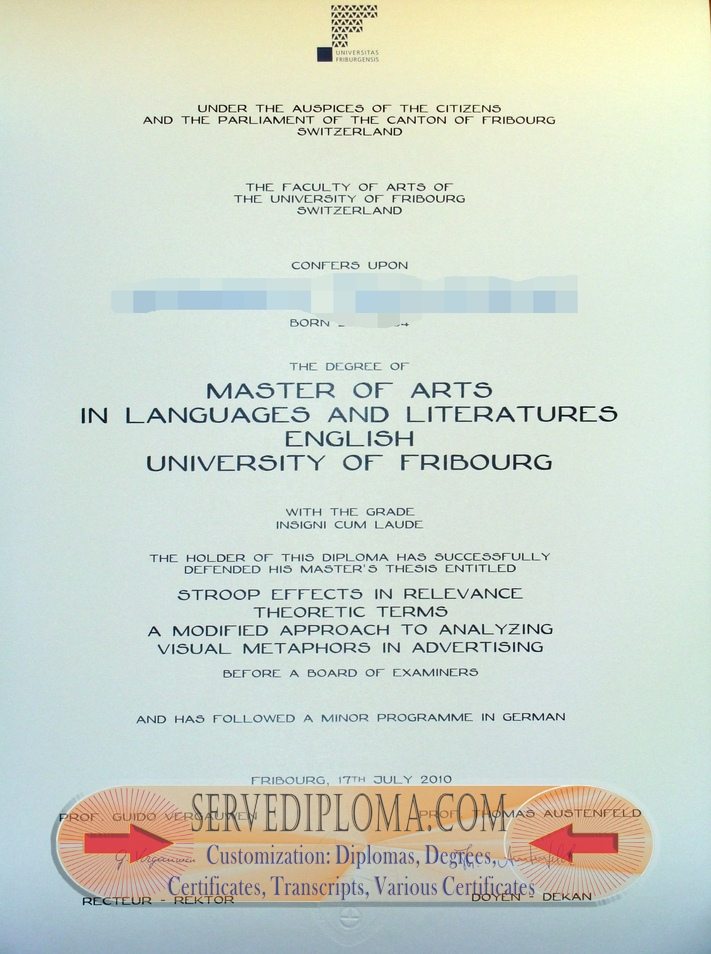 UNIVERSITAS
FRIBURGENSIS
UNDER THE AUSPICES OF THE CITIZENS
AND THE PARLIAMENT OF THE CANTON OF FRIBOURG
SWITZERLAND
THE FACULTY OF ARTS OF
THE UNIVERSITY OF FRIBOURG
SWITZERLAND
CONFERS UPON
BORN
THE DEGREE OF
MASTER OF ARTS
IN LANGUAGES AND LITERATURES
ENGLISH
UNIVERSITY OF FRIBOURG
WITH THE GRADE
INSIGNI CUM LAUDE
THE HOLDER OF THIS DIPLOMA HAS SUCCESSFULLY
DEFENDED HIS MASTER'S THESIS ENTITLED
STROOP EFFECTS IN RELEVANCE
THEORETIC TERMS
A MODIFIED APPROACH TO ANALYZING
VISUAL METAPHORS IN ADVERTISING
BEFORE A BOARD OF EXAMINERS
AND HAS FOLLOWED A MINOR PROGRAMME IN GERMAN
FRIBOURG, 17TH JULY 2010
PROF. GUIDO VERGAUWEN PROF. THOMAS AUSTENFELD
SERVEDIPLOMA.COM
Customization: Diplomas, Degrees,
Certificates, Transcripts, Various Certificates
RECTEUR - REKTOR DOYEN - DEKAN